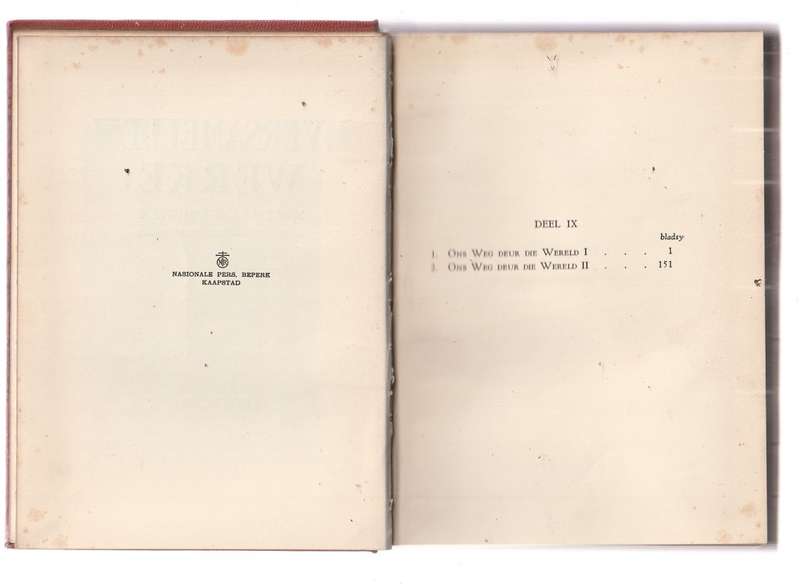 NASIONALE PERS, BEPERK
KAAPSTAD
DEEL IX
bladsy
1. Ons Weg deur die Wereld I . . . . 1
2. Ons Weg deur die Wereld II . . . . 151